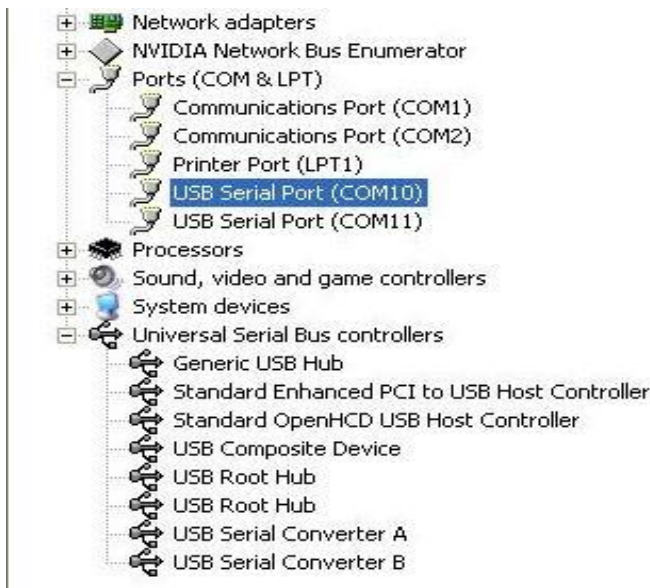 Network adapters
NVIDIA Network Bus Enumerator
Ports (COM & LPT)
Communications Port (COM1)
Communications Port (COM2)
Printer Port (LPT1)
USB Serial Port (COM10)
USB Serial Port (COM11)
Processors
Sound, video and game controllers
System devices
Universal Serial Bus controllers
Generic USB Hub
Standard Enhanced PCI to USB Host Controller
Standard OpenHCD USB Host Controller
USB Composite Device
USB Root Hub
USB Root Hub
USB Serial Converter A
USB Serial Converter B